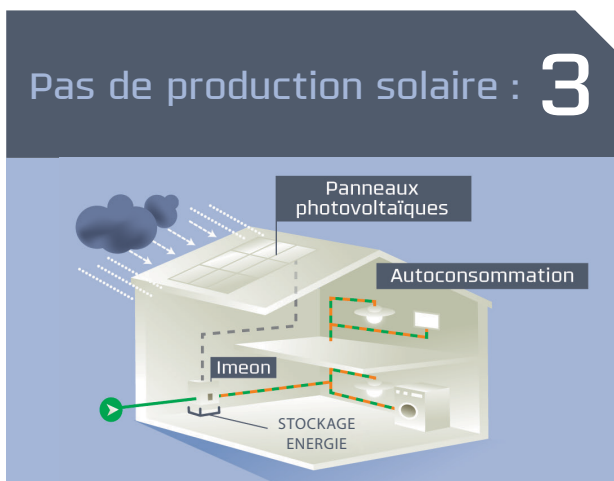 Pas de production solaire : 3
Panneaux
photovoltaïques
Autoconsommation
Imeon
STOCKAGE
ENERGIE